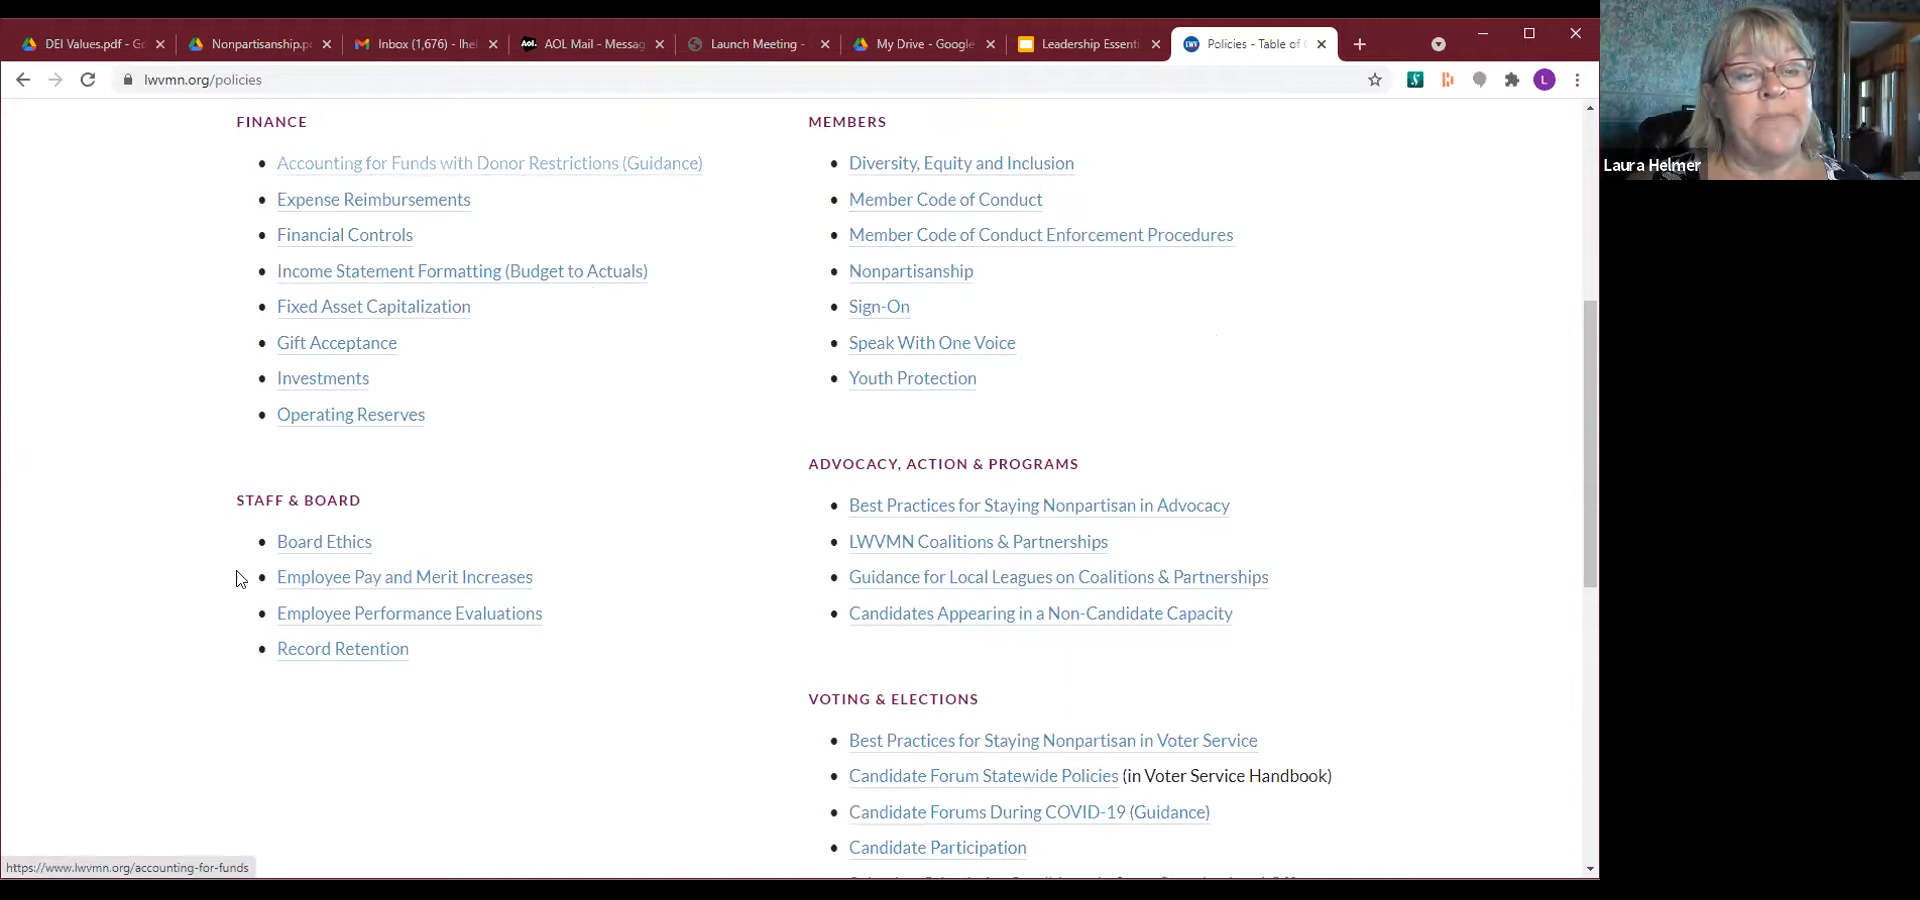 DEI Values.pdf - Go
Nonpartisanship.p
Inbox (1,676) - lhel
Aol.
AOL Mail - Messag
Launch Meeting -
My Drive - Google
Leadership Essenti
LWV
Policies - Table of C
lwvmn.org/policies
L
Laura Helmer
FINANCE
Accounting for Funds with Donor Restrictions (Guidance)
Expense Reimbursements
Financial Controls
Income Statement Formatting (Budget to Actuals)
Fixed Asset Capitalization
Gift Acceptance
Investments
Operating Reserves
STAFF & BOARD
Board Ethics
Employee Pay and Merit Increases
Employee Performance Evaluations
Record Retention
MEMBERS
Diversity, Equity and Inclusion
Member Code of Conduct
Member Code of Conduct Enforcement Procedures
Nonpartisanship
Sign-On
Speak With One Voice
Youth Protection
ADVOCACY, ACTION & PROGRAMS
Best Practices for Staying Nonpartisan in Advocacy
LWVMN Coalitions & Partnerships
Guidance for Local Leagues on Coalitions & Partnerships
Candidates Appearing in a Non-Candidate Capacity
VOTING & ELECTIONS
Best Practices for Staying Nonpartisan in Voter Service
Candidate Forum Statewide Policies (in Voter Service Handbook)
Candidate Forums During COVID-19 (Guidance)
Candidate Participation
https://www.lwvmn.org/accounting-for-funds